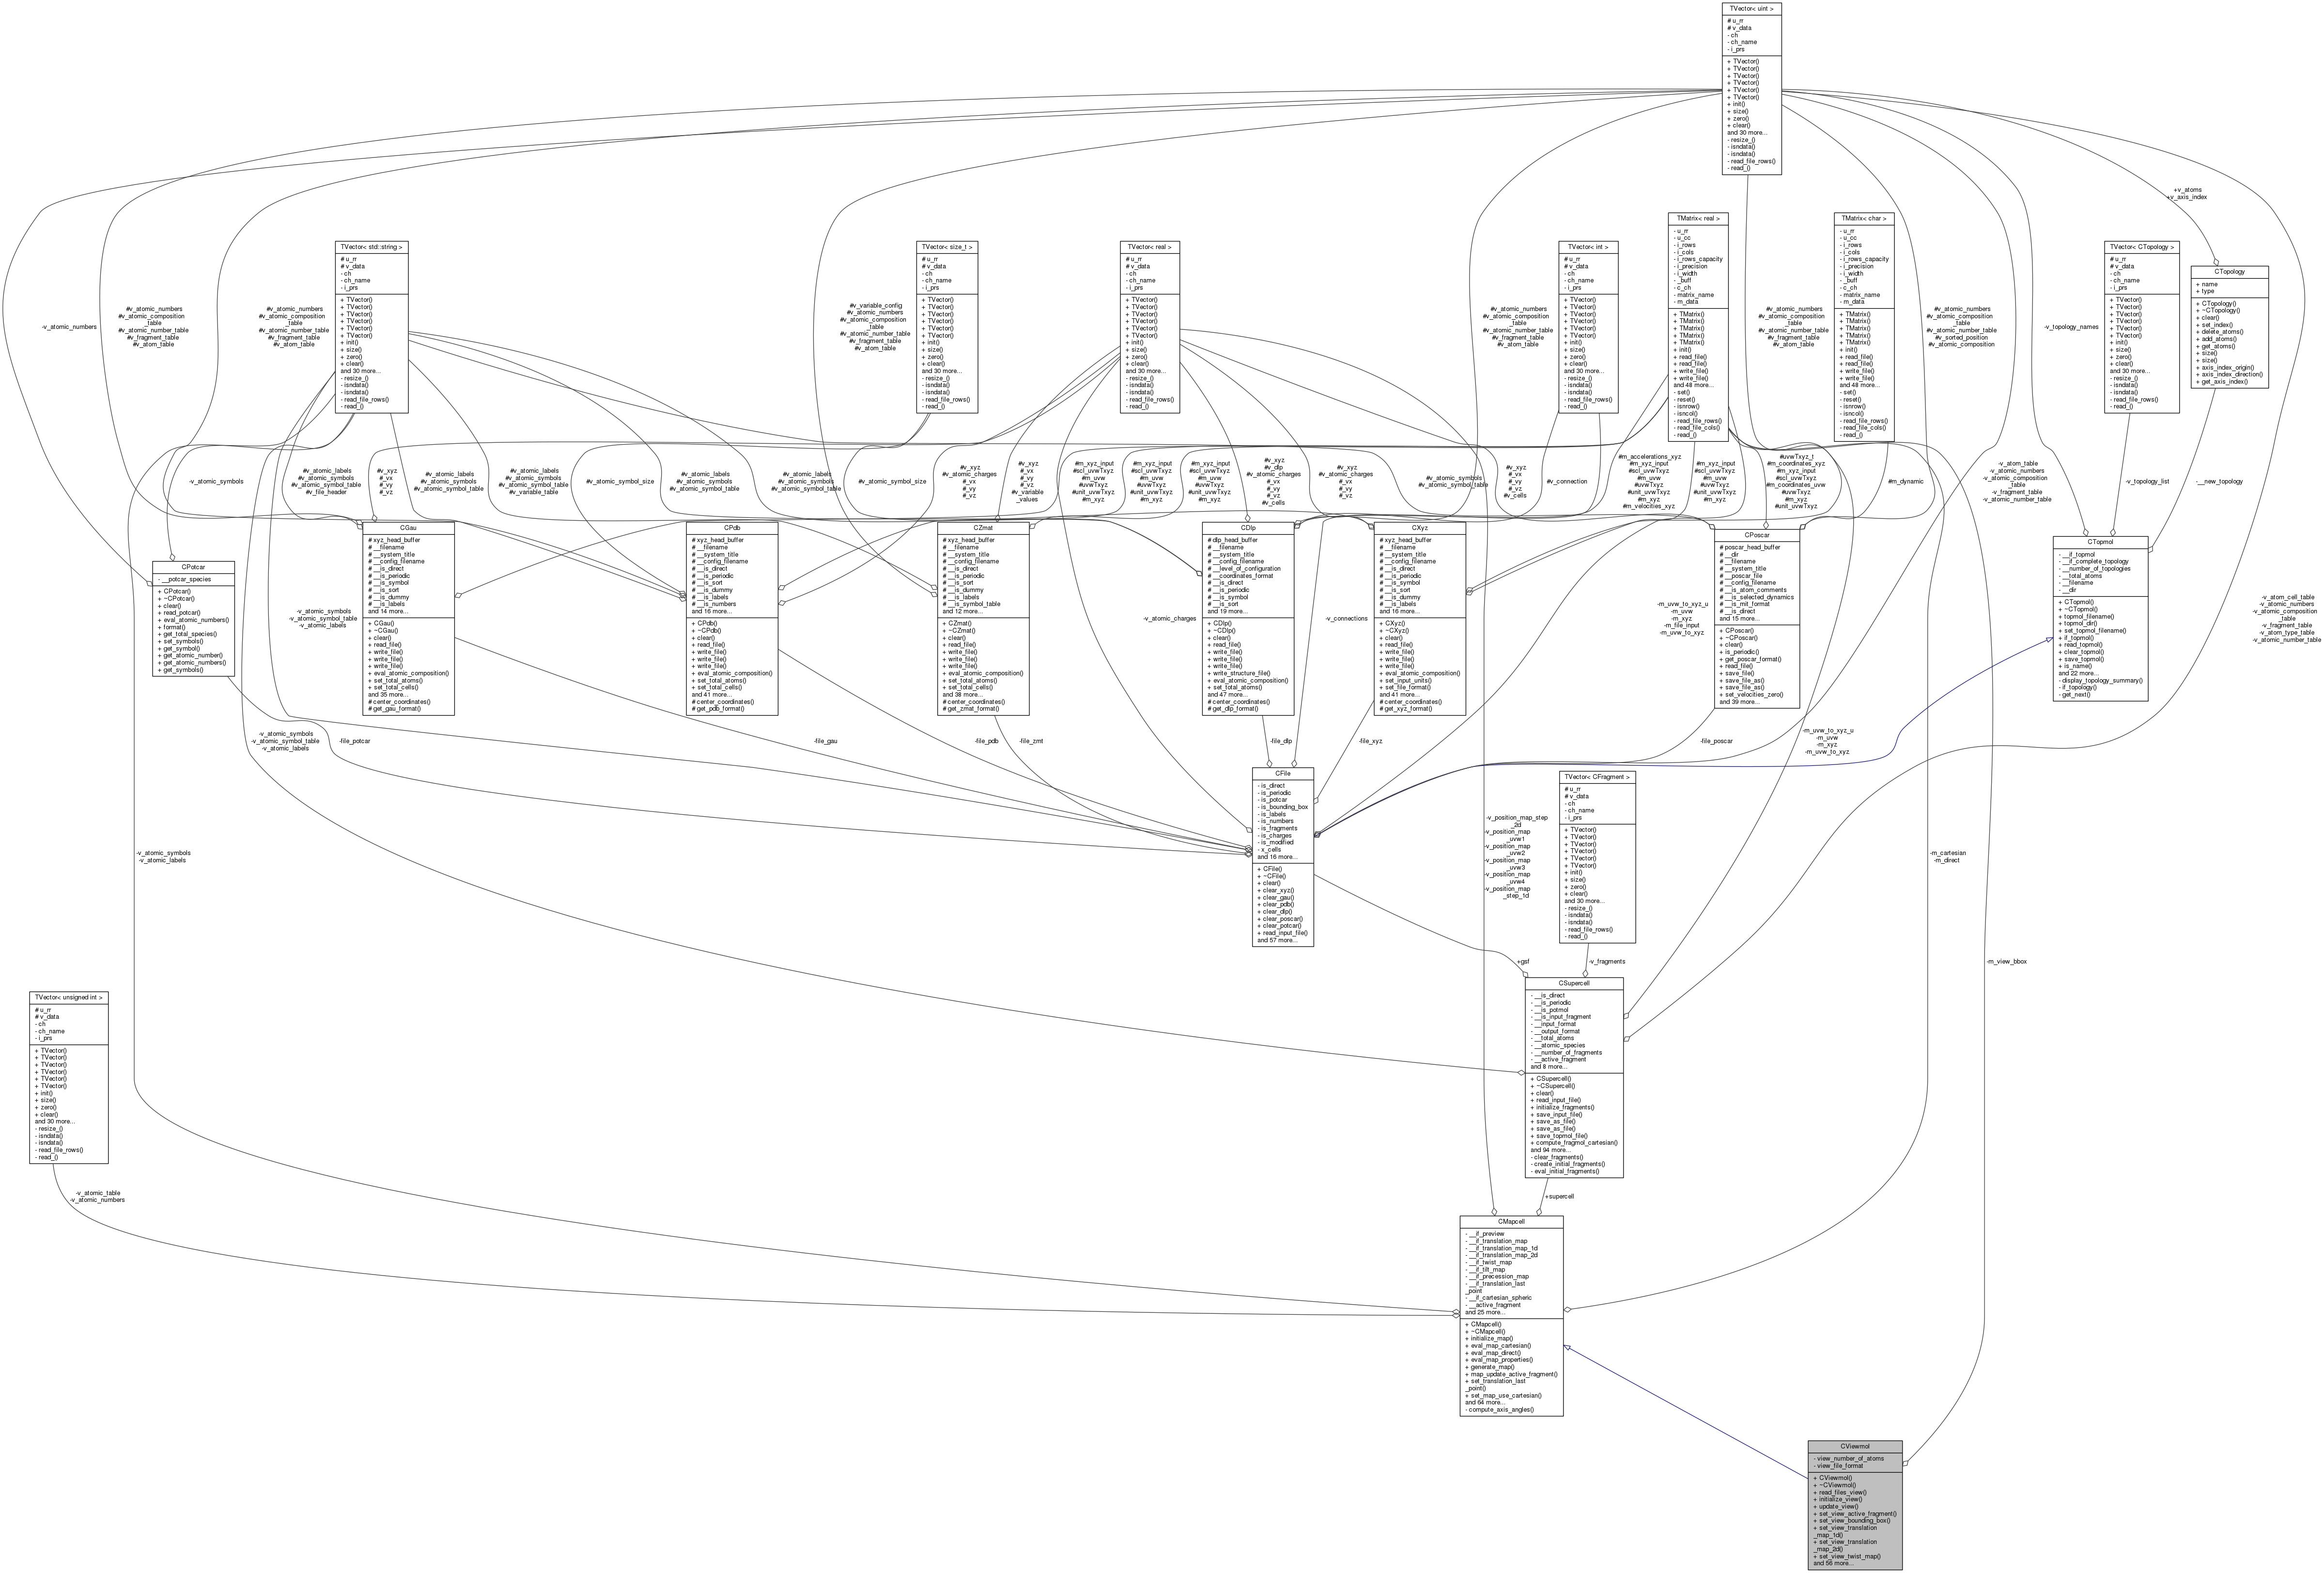 TVector< uint >
# u_rr
# v_data
- ch
- ch_name
- i_prs
+ TVector()
+ TVector()
+ TVector()
+ TVector()
+ TVector()
+ TVector()
+ init()
+ size()
+ zero()
+ clear()
and 30 more...
- resize_()
- isndata()
- isndata()
- read_file_rows()
- read_()
+v_atoms
+v_axis_index
TVector< std::string >
# u_rr
# v_data
- ch
- ch_name
- i_prs
+ TVector()
+ TVector()
+ TVector()
+ TVector()
+ TVector()
+ TVector()
+ init()
+ size()
+ zero()
+ clear()
and 30 more...
- resize_()
- isndata()
- isndata()
- read_file_rows()
- read_()
TVector< size_t >
# u_rr
# v_data
- ch
- ch_name
- i_prs
+ TVector()
+ TVector()
+ TVector()
+ TVector()
+ TVector()
+ TVector()
+ init()
+ size()
+ zero()
+ clear()
and 30 more...
- resize_()
- isndata()
- isndata()
- read_file_rows()
- read_()
TVector< real >
# u_rr
# v_data
- ch
- ch_name
- i_prs
+ TVector()
+ TVector()
+ TVector()
+ TVector()
+ TVector()
+ TVector()
+ init()
+ size()
+ zero()
+ clear()
and 30 more...
- resize_()
- isndata()
- isndata()
- read_file_rows()
- read_()
TVector< int >
# u_rr
# v_data
- ch
- ch_name
- i_prs
+ TVector()
+ TVector()
+ TVector()
+ TVector()
+ TVector()
+ TVector()
+ init()
+ size()
+ zero()
+ clear()
and 30 more...
- resize_()
- isndata()
- isndata()
- read_file_rows()
- read_()
TMatrix< real >
- u_rr
- u_cc
- i_rows
- i_cols
- i_rows_capacity
- i_precision
- i_width
- _buff
- c_ch
- matrix_name
- m_data
+ TMatrix()
+ TMatrix()
+ TMatrix()
+ TMatrix()
+ TMatrix()
+ init()
+ read_file()
+ read_file()
+ write_file()
+ write_file()
and 48 more...
- set()
- reset()
- isnrow()
- isncol()
- read_file_rows()
- read_file_cols()
- read_()
TMatrix< char >
- u_rr
- u_cc
- i_rows
- i_cols
- i_rows_capacity
- i_precision
- i_width
- _buff
- c_ch
- matrix_name
- m_data
+ TMatrix()
+ TMatrix()
+ TMatrix()
+ TMatrix()
+ TMatrix()
+ init()
+ read_file()
+ read_file()
+ write_file()
+ write_file()
and 48 more...
- set()
- reset()
- isnrow()
- isncol()
- read_file_rows()
- read_file_cols()
- read_()
TVector< CTopology >
# u_rr
# v_data
- ch
- ch_name
- i_prs
+ TVector()
+ TVector()
+ TVector()
+ TVector()
+ TVector()
+ TVector()
+ init()
+ size()
+ zero()
+ clear()
and 30 more...
- resize_()
- isndata()
- isndata()
- read_file_rows()
- read_()
CTopology
+ name
+ type
+ CTopology()
+ ~CTopology()
+ clear()
+ set_index()
+ delete_atoms()
+ add_atoms()
+ get_atoms()
+ size()
+ size()
+ axis_index_origin()
+ axis_index_direction()
+ get_axis_index()
-v_atomic_numbers
#v_atomic_numbers
#v_atomic_composition
_table
#v_atomic_number_table
#v_fragment_table
#v_atom_table
#v_atomic_numbers
#v_atomic_composition
_table
#v_atomic_number_table
#v_fragment_table
#v_atom_table
#v_variable_config
#v_atomic_numbers
#v_atomic_composition
_table
#v_atomic_number_table
#v_fragment_table
#v_atom_table
#v_atomic_numbers
#v_atomic_composition
_table
#v_atomic_number_table
#v_fragment_table
#v_atom_table
#v_atomic_numbers
#v_atomic_composition
_table
#v_atomic_number_table
#v_fragment_table
#v_atom_table
#v_atomic_numbers
#v_atomic_composition
_table
#v_atomic_number_table
#v_sorted_position
#v_atomic_composition
-v_topology_names
-v_atomic_symbols
#v_atomic_labels
#v_atomic_symbols
#v_atomic_symbol_table
#v_file_header
#v_xyz
#_vx
#_vy
#_vz
#v_atomic_labels
#v_atomic_symbols
#v_atomic_symbol_table
#v_atomic_labels
#v_atomic_symbols
#v_atomic_symbol_table
#v_variable_table
#v_atomic_symbol_size
#v_atomic_labels
#v_atomic_symbols
#v_atomic_symbol_table
#v_atomic_labels
#v_atomic_symbols
#v_atomic_symbol_table
#v_atomic_symbol_size
#v_xyz
#v_atomic_charges
#_vx
#_vy
#_vz
#v_xyz
#_vx
#_vy
#_vz
#v_variable
_values
#m_xyz_input
#scl_uvwTxyz
#m_uvw
#uvwTxyz
#unit_uvwTxyz
#m_xyz
#m_xyz_input
#scl_uvwTxyz
#m_uvw
#uvwTxyz
#unit_uvwTxyz
#m_xyz
#m_xyz_input
#scl_uvwTxyz
#m_uvw
#uvwTxyz
#unit_uvwTxyz
#m_xyz
#v_xyz
#v_dlp
#v_atomic_charges
#_vx
#_vy
#_vz
#v_cells
#v_xyz
#v_atomic_charges
#_vx
#_vy
#_vz
#v_atomic_symbols
#v_atomic_symbol_table
#v_xyz
#_vx
#_vy
#_vz
#v_cells
#v_connection
#m_accelerations_xyz
#m_xyz_input
#scl_uvwTxyz
#m_uvw
#uvwTxyz
#unit_uvwTxyz
#m_xyz
#m_velocities_xyz
#m_xyz_input
#scl_uvwTxyz
#m_uvw
#uvwTxyz
#unit_uvwTxyz
#m_xyz
#uvwTxyz_t
#m_coordinates_xyz
#m_xyz_input
#scl_uvwTxyz
#m_coordinates_uvw
#uvwTxyz
#m_xyz
#unit_uvwTxyz
#m_dynamic
-v_atom_table
-v_atomic_numbers
-v_atomic_composition
_table
-v_fragment_table
-v_atomic_number_table
-v_topology_list
-__new_topology
CPotcar
- __potcar_species
+ CPotcar()
+ ~CPotcar()
+ clear()
+ read_potcar()
+ eval_atomic_numbers()
+ format()
+ get_total_species()
+ set_symbols()
+ get_symbol()
+ get_atomic_number()
+ get_atomic_numbers()
+ get_symbols()
CGau
# xyz_head_buffer
# __filename
# __system_title
# __config_filename
# __is_direct
# __is_periodic
# __is_symbol
# __is_sort
# __is_dummy
# __is_labels
and 14 more...
+ CGau()
+ ~CGau()
+ clear()
+ read_file()
+ write_file()
+ write_file()
+ write_file()
+ eval_atomic_composition()
+ set_total_atoms()
+ set_total_cells()
and 35 more...
# center_coordinates()
# get_gau_format()
CPdb
# xyz_head_buffer
# __filename
# __system_title
# __config_filename
# __is_direct
# __is_periodic
# __is_sort
# __is_dummy
# __is_labels
# __is_numbers
and 16 more...
+ CPdb()
+ ~CPdb()
+ clear()
+ read_file()
+ write_file()
+ write_file()
+ write_file()
+ eval_atomic_composition()
+ set_total_atoms()
+ set_total_cells()
and 41 more...
# center_coordinates()
# get_pdb_format()
CZmat
# xyz_head_buffer
# __filename
# __system_title
# __config_filename
# __is_direct
# __is_periodic
# __is_sort
# __is_dummy
# __is_labels
# __is_symbol_table
and 12 more...
+ CZmat()
+ ~CZmat()
+ clear()
+ read_file()
+ write_file()
+ write_file()
+ write_file()
+ eval_atomic_composition()
+ set_total_atoms()
+ set_total_cells()
and 38 more...
# center_coordinates()
# get_zmat_format()
CDlp
# dlp_head_buffer
# __filename
# __system_title
# __config_filename
# __level_of_configuration
# __coordinates_format
# __is_direct
# __is_periodic
# __is_symbol
# __is_sort
and 19 more...
+ CDlp()
+ ~CDlp()
+ clear()
+ read_file()
+ write_file()
+ write_file()
+ write_file()
+ write_structure_file()
+ eval_atomic_composition()
+ set_total_atoms()
and 47 more...
# center_coordinates()
# get_dlp_format()
CXyz
# xyz_head_buffer
# __filename
# __system_title
# __config_filename
# __is_direct
# __is_periodic
# __is_symbol
# __is_sort
# __is_dummy
# __is_labels
and 16 more...
+ CXyz()
+ ~CXyz()
+ clear()
+ read_file()
+ write_file()
+ write_file()
+ write_file()
+ eval_atomic_composition()
+ set_input_units()
+ set_file_format()
and 41 more...
# center_coordinates()
# get_xyz_format()
CPoscar
# poscar_head_buffer
# __dir
# __filename
# __system_title
# __poscar_file
# __config_filename
# __is_atom_comments
# __is_selected_dynamics
# __is_mit_format
# __is_direct
and 15 more...
+ CPoscar()
+ ~CPoscar()
+ clear()
+ is_periodic()
+ get_poscar_format()
+ read_file()
+ save_file()
+ save_file_as()
+ save_file_as()
+ set_velocities_zero()
and 39 more...
CTopmol
- __if_topmol
- __if_complete_topology
- __number_of_topologies
- __total_atoms
- __filename
- __dir
+ CTopmol()
+ ~CTopmol()
+ topmol_filename()
+ topmol_dir()
+ set_topmol_filename()
+ if_topmol()
+ read_topmol()
+ clear_topmol()
+ save_topmol()
+ is_name()
and 22 more...
- display_topology_summary()
- if_topology()
- get_next()
-v_atomic_symbols
-v_atomic_symbol_table
-v_atomic_labels
-v_atomic_charges
-v_connections
-m_uvw_to_xyz_u
-m_uvw
-m_xyz
-m_file_input
-m_uvw_to_xyz
-v_atom_cell_table
-v_atomic_numbers
-v_atomic_composition
_table
-v_fragment_table
-v_atom_type_table
-v_atomic_number_table
-v_atomic_symbols
-v_atomic_symbol_table
-v_atomic_labels
-file_potcar
-file_gau
-file_pdb
-file_zmt
-file_dlp
-file_xyz
-file_poscar
-m_uvw_to_xyz_u
-m_uvw
-m_xyz
-m_uvw_to_xyz
CFile
- is_direct
- is_periodic
- is_potcar
- is_bounding_box
- is_labels
- is_numbers
- is_fragments
- is_charges
- is_modified
- x_cells
and 16 more...
+ CFile()
+ ~CFile()
+ clear()
+ clear_xyz()
+ clear_gau()
+ clear_pdb()
+ clear_dlp()
+ clear_poscar()
+ clear_potcar()
+ read_input_file()
and 57 more...
TVector< CFragment >
# u_rr
# v_data
- ch
- ch_name
- i_prs
+ TVector()
+ TVector()
+ TVector()
+ TVector()
+ TVector()
+ TVector()
+ init()
+ size()
+ zero()
+ clear()
and 30 more...
- resize_()
- isndata()
- isndata()
- read_file_rows()
- read_()
-v_position_map_step
_2d
-v_position_map
_uvw1
-v_position_map
_uvw2
-v_position_map
_uvw3
-v_position_map
_uvw4
-v_position_map
_step_1d
-v_atomic_symbols
-v_atomic_labels
-m_cartesian
-m_direct
+gsf
-v_fragments
-m_view_bbox
CSupercell
- __is_direct
- __is_periodic
- __is_potmol
- __is_input_fragment
- __input_format
- __output_format
- __total_atoms
- __atomic_species
- __number_of_fragments
- __active_fragment
and 8 more...
+ CSupercell()
+ ~CSupercell()
+ clear()
+ read_input_file()
+ initialize_fragments()
+ save_input_file()
+ save_as_file()
+ save_as_file()
+ save_topmol_file()
+ compute_fragmol_cartesian()
and 94 more...
- clear_fragments()
- create_initial_fragments()
- eval_initial_fragments()
TVector< unsigned int >
# u_rr
# v_data
- ch
- ch_name
- i_prs
+ TVector()
+ TVector()
+ TVector()
+ TVector()
+ TVector()
+ TVector()
+ init()
+ size()
+ zero()
+ clear()
and 30 more...
- resize_()
- isndata()
- isndata()
- read_file_rows()
- read_()
-v_atomic_table
-v_atomic_numbers
+supercell
CMapcell
- __if_preview
- __if_translation_map
- __if_translation_map_1d
- __if_translation_map_2d
- __if_twist_map
- __if_tilt_map
- __if_precession_map
- __if_translation_last
_point
- __if_cartesian_spheric
- __active_fragment
and 25 more...
+ CMapcell()
+ ~CMapcell()
+ initialize_map()
+ eval_map_cartesian()
+ eval_map_direct()
+ eval_map_properties()
+ generate_map()
+ map_update_active_fragment()
+ set_translation_last
_point()
+ set_map_use_cartesian()
and 64 more...
- compute_axis_angles()
CViewmol
- view_number_of_atoms
- view_file_format
+ CViewmol()
+ ~CViewmol()
+ read_files_view()
+ initialize_view()
+ update_view()
+ set_view_active_fragment()
+ set_view_bounding_box()
+ set_view_translation
_map_1d()
+ set_view_translation
_map_2d()
+ set_view_twist_map()
and 56 more...